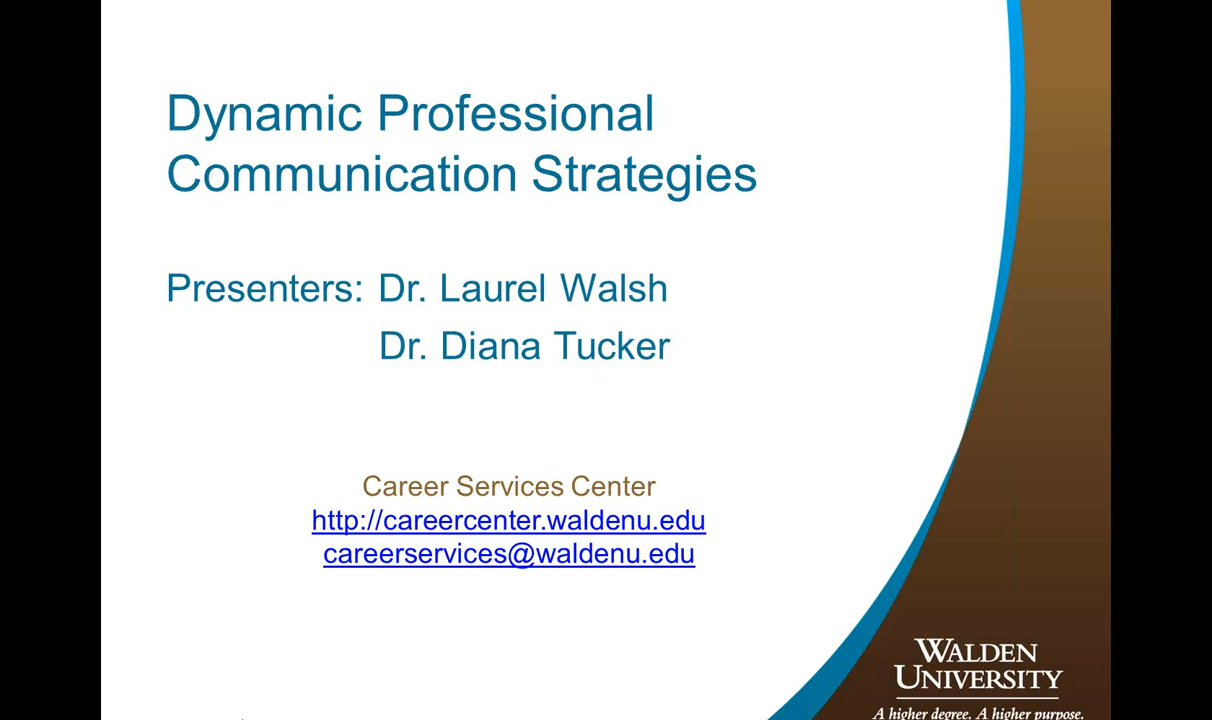 Dynamic Professional
Communication Strategies
Presenters: Dr. Laurel Walsh
Dr. Diana Tucker
Career Services Center
http://careercenter.waldenu.edu
careerservices@waldenu.edu
WALDEN
UNIVERSITY
A higher degree. A higher purpose.